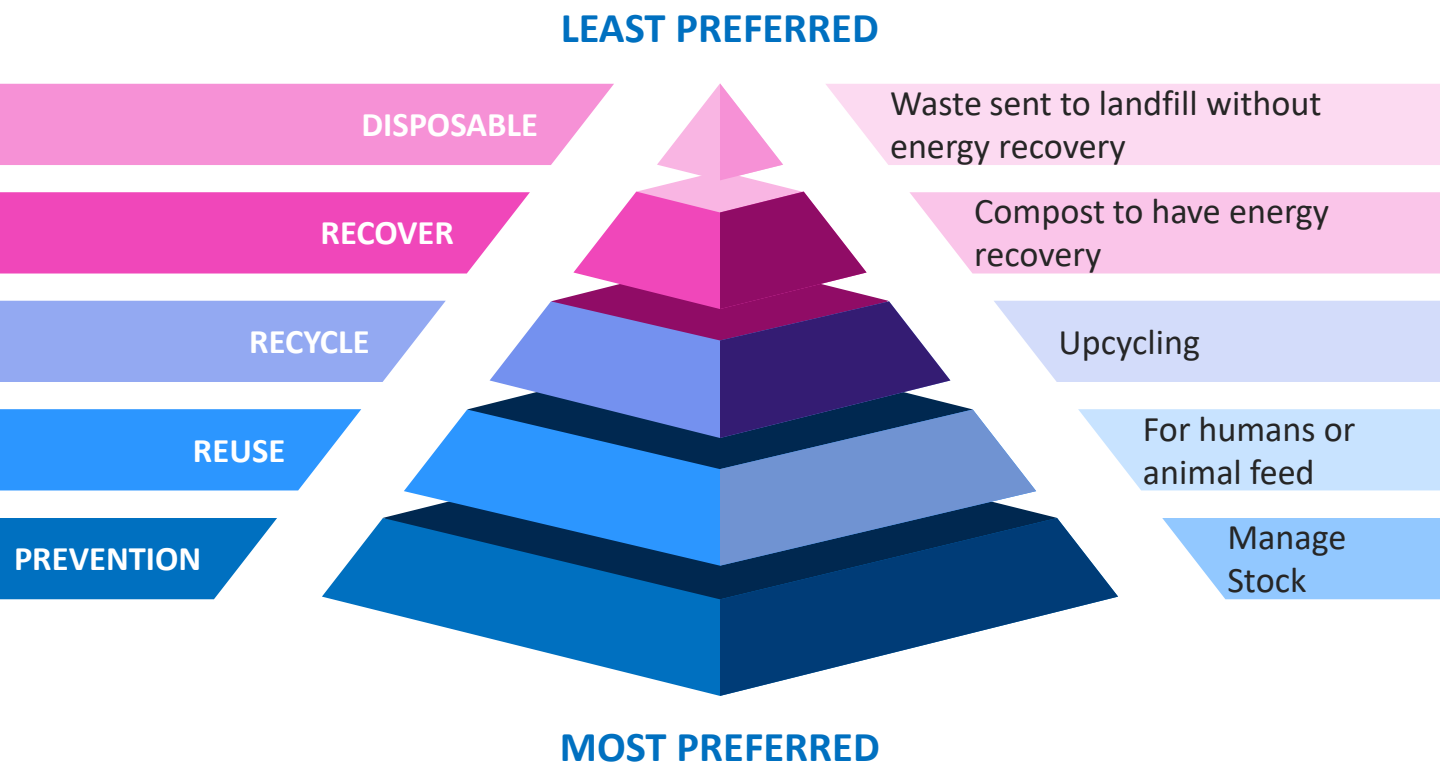 LEAST PREFERRED
DISPOSABLE
Waste sent to landfill without
energy recovery
RECOVER
Compost to have energy
recovery
RECYCLE
Upcycling
REUSE
For humans or
animal feed
PREVENTION
Manage
Stock
MOST PREFERRED